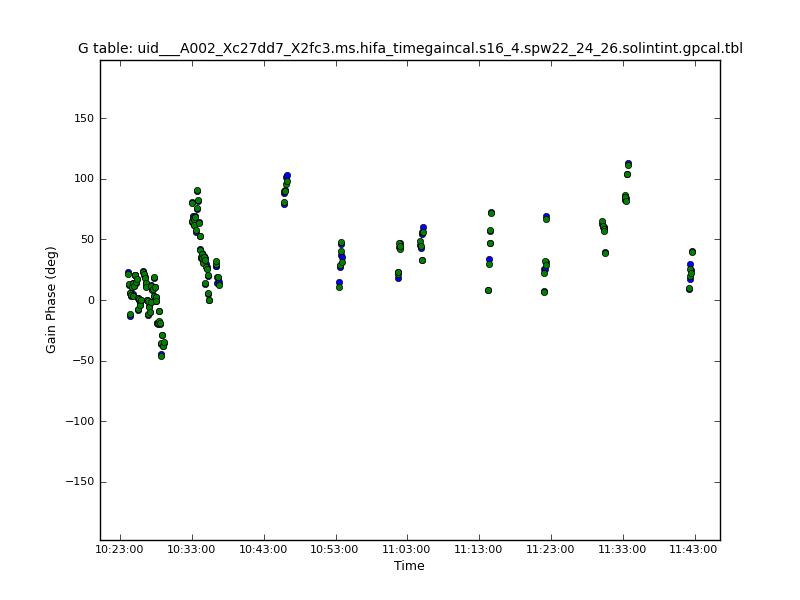 G table: uid___A002_Xc27dd7_X2fc3.ms.hifa_timegaincal.s16_4.spw22_24_26.solintint.gpcal.tbl
Gain Phase (deg)
150
100
50
0
−50
−100
−150
10:23:00 10:33:00 10:43:00 10:53:00 11:03:00 11:13:00 11:23:00 11:33:00 11:43:00
Time